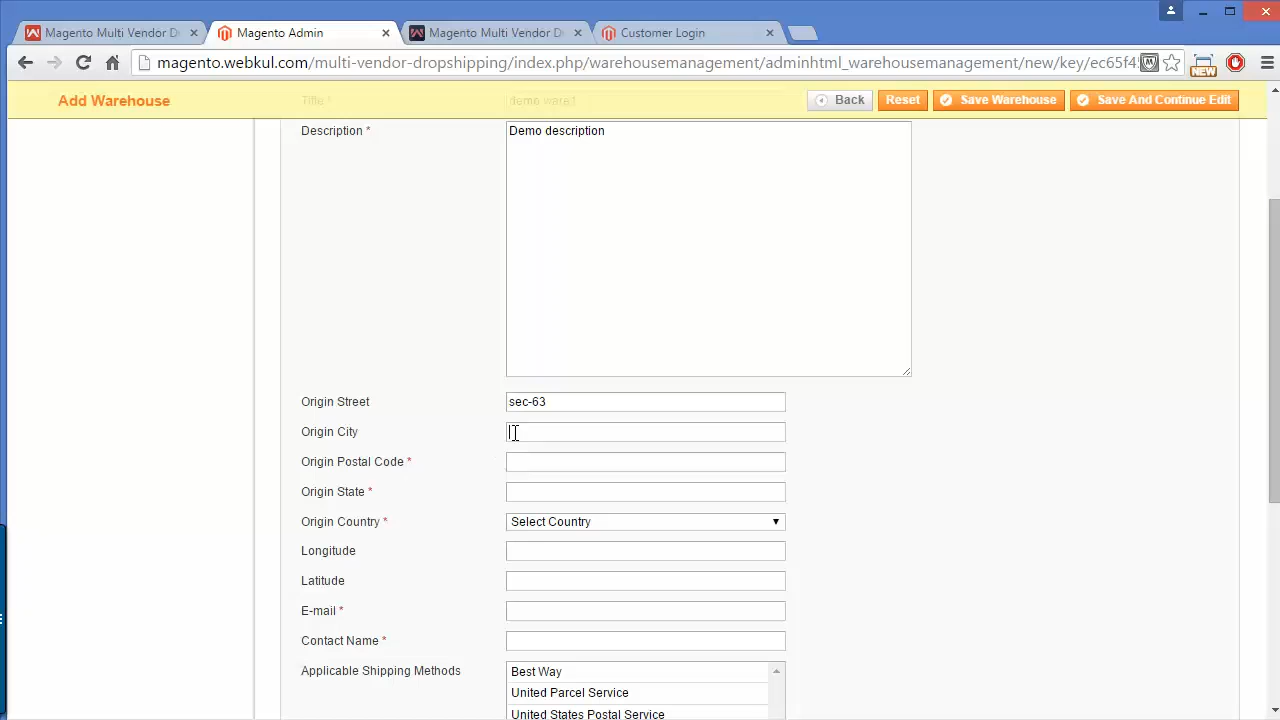 Magento Multi Vendor D
Magento Admin
Magento Multi Vendor D
Customer Login
magento.webkul.com/multi-vendor-dropshipping/index.php/warehousemanagement/adminhtml_warehousemanagement/new/key/ec65f4
NEW
Add Warehouse
Title *
Back
Reset
Save Warehouse
Save And Continue Edit
Description *
Demo description
Origin Street
sec-63
Origin City
Origin Postal Code *
Origin State *
Origin Country *
Select Country
Longitude
Latitude
E-mail *
Contact Name *
Applicable Shipping Methods
Best Way
United Parcel Service
United States Postal Service